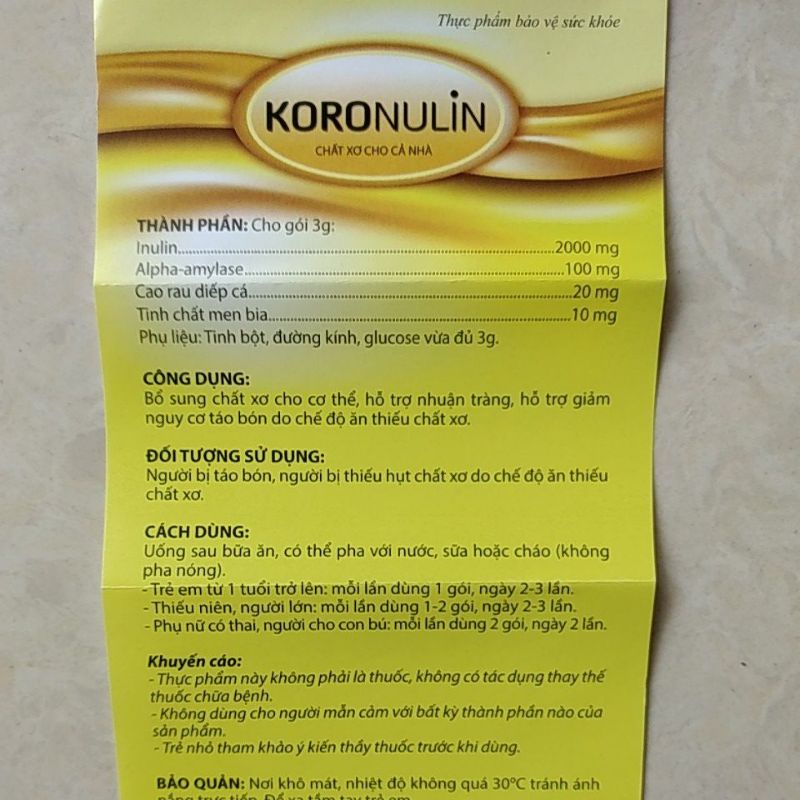 Thực phẩm bảo vệ sức khỏe
KORONULIN
CHẤT XƠ CHO CẢ NHÀ
THÀNH PHẦN: Cho gói 3g:
Inulin....................2000 mg
Alpha-amylase....................100 mg
Cao rau diếp cá....................20 mg
Tinh chất men bia....................10 mg
Phụ liệu: Tinh bột, đường kính, glucose vừa đủ 3g.
CÔNG DỤNG:
Bổ sung chất xơ cho cơ thể, hỗ trợ nhuận tràng, hỗ trợ giảm
nguy cơ táo bón do chế độ ăn thiếu chất xơ.
ĐỐI TƯỢNG SỬ DỤNG:
Người bị táo bón, người bị thiếu hụt chất xơ do chế độ ăn thiếu
chất xơ.
CÁCH DÙNG:
Uống sau bữa ăn, có thể pha với nước, sữa hoặc cháo (không
pha nóng).
- Trẻ em từ 1 tuổi trở lên: mỗi lần dùng 1 gói, ngày 2-3 lần.
- Thiếu niên, người lớn: mỗi lần dùng 1-2 gói, ngày 2-3 lần.
- Phụ nữ có thai, người cho con bú: mỗi lần dùng 2 gói, ngày 2 lần.
Khuyến cáo:
- Thực phẩm này không phải là thuốc, không có tác dụng thay thế
thuốc chữa bệnh.
- Không dùng cho người mẫn cảm với bất kỳ thành phần nào của
sản phẩm.
- Trẻ nhỏ tham khảo ý kiến thầy thuốc trước khi dùng.
BẢO QUẢN: Nơi khô mát, nhiệt độ không quá 30ºC tránh ánh
nắng trực tiếp. Để xa tầm tay trẻ em.